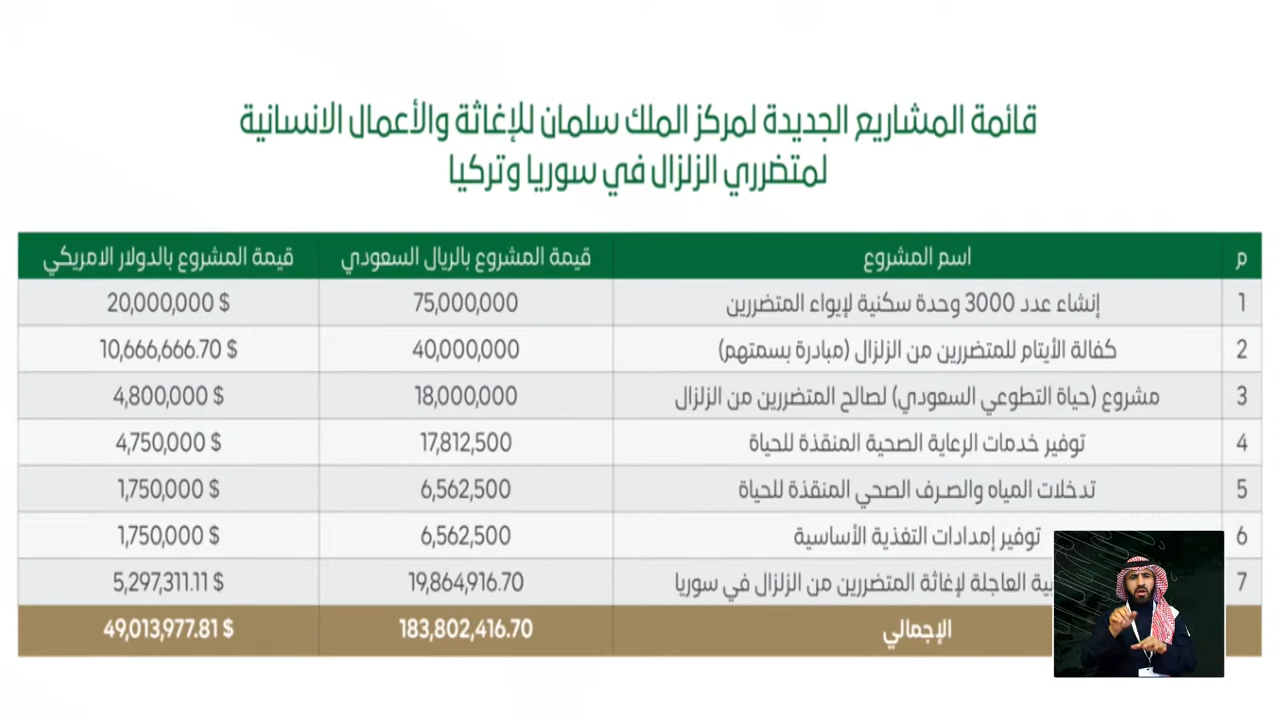 قائمة المشاريع الجديدة لمركز الملك سلمان للإغاثة والأعمال الانسانية
لمتضرري الزلزال في سوريا وتركيا
م اسم المشروع قيمة المشروع بالريال السعودي قيمة المشروع بالدولار الامريكي
1 إنشاء عدد 3000 وحدة سكنية لإيواء المتضررين 75,000,000 20,000,000 $
2 كفالة الأيتام للمتضررين من الزلزال (مبادرة بسمتهم) 40,000,000 10,666,666.70 $
3 مشروع (حياة التطوعي السعودي) لصالح المتضررين من الزلزال 18,000,000 4,800,000 $
4 توفير خدمات الرعاية الصحية المنقذة للحياة 17,812,500 4,750,000 $
5 تدخلات المياه والصرف الصحي المنقذة للحياة 6,562,500 1,750,000 $
6 توفير إمدادات التغذية الأساسية 6,562,500 1,750,000 $
7 العاجلة لإغاثة المتضررين من الزلزال في سوريا 19,864,916.70 5,297,311.11 $
الإجمالي 183,802,416.70 49,013,977.81 $